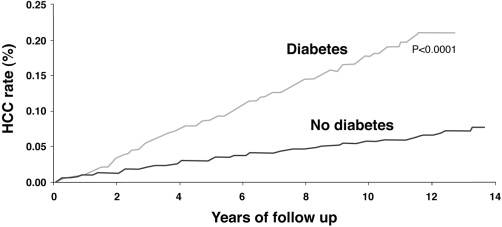 HCC rate (%)
0.25
0.20
0.15
0.10
0.05
0.00
Diabetes
P<0.0001
No diabetes
0
2
4
6
8
10
12
14
Years of follow up